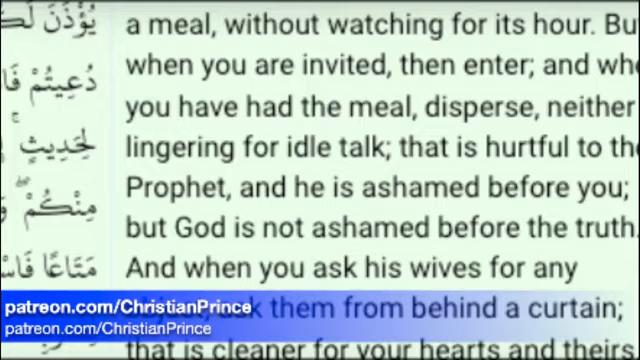 يُؤْذَنَ
a meal, without watching for its hour. Bu
دُعِيتُمْ
when you are invited, then enter; and whe
you have had the meal, disperse, neither
لِحَدِيثٍ
lingering for idle talk; that is hurtful to the
Prophet, and he is ashamed before you;
مِنْكُمْ
but God is not ashamed before the truth.
مَتَاعًا
And when you ask his wives for any
ask them from behind a curtain;
that is cleaner for your hearts and theirs
patreon.com/ChristianPrince
patreon.com/ChristianPrince